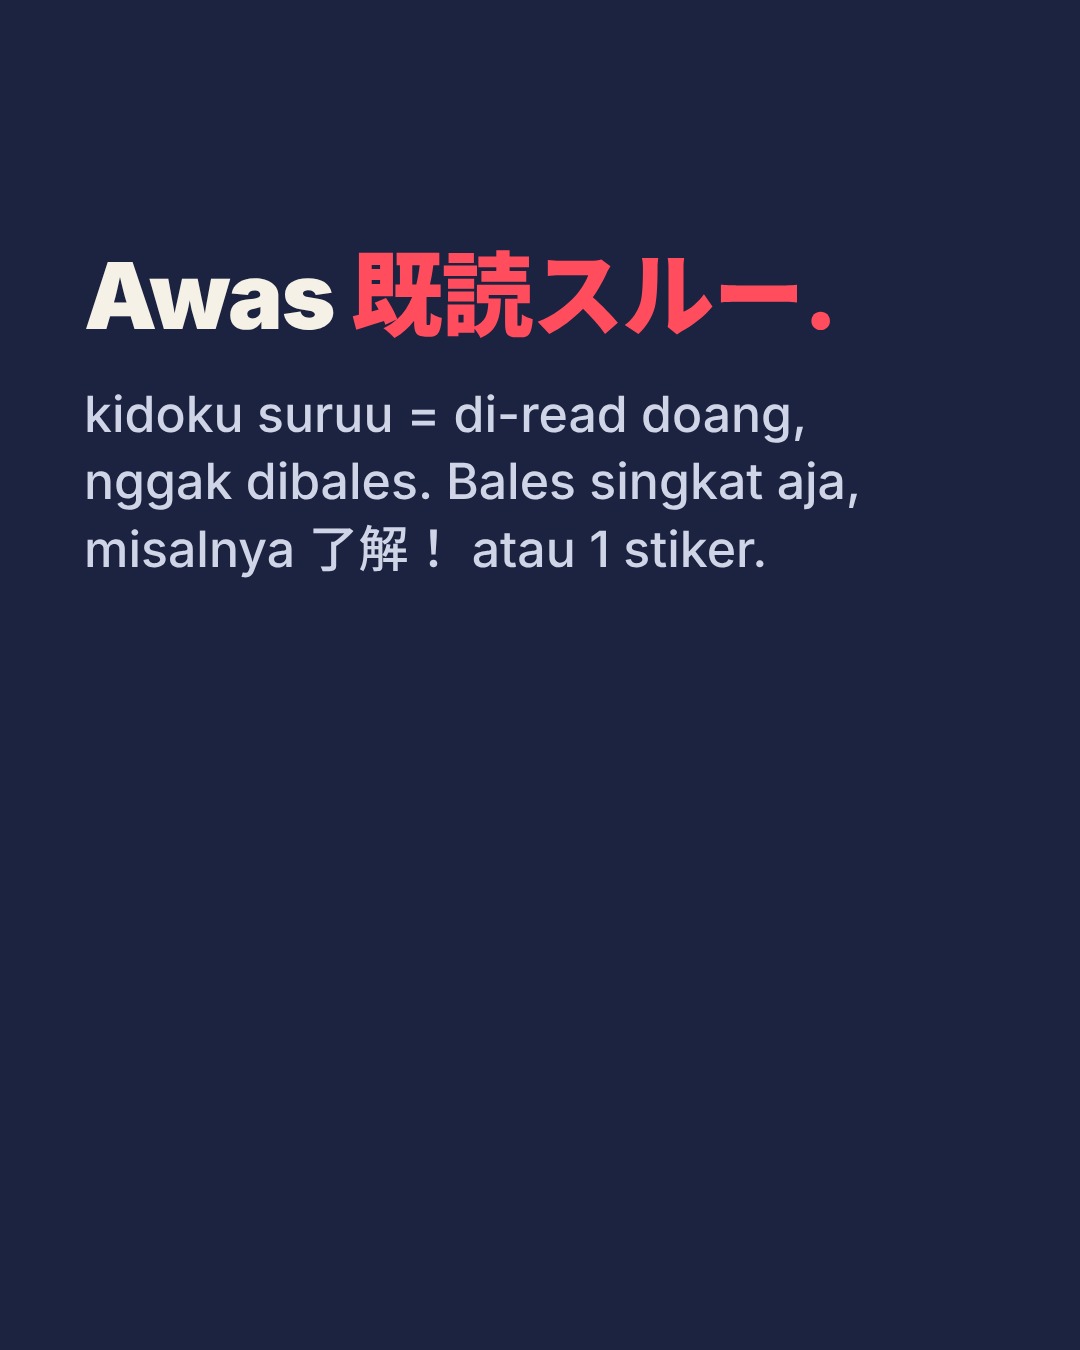 Awas 既読スルー.
kidoku suruu = di-read doang,
nggak dibales. Bales singkat aja,
misalnya 了解！ atau 1 stiker.